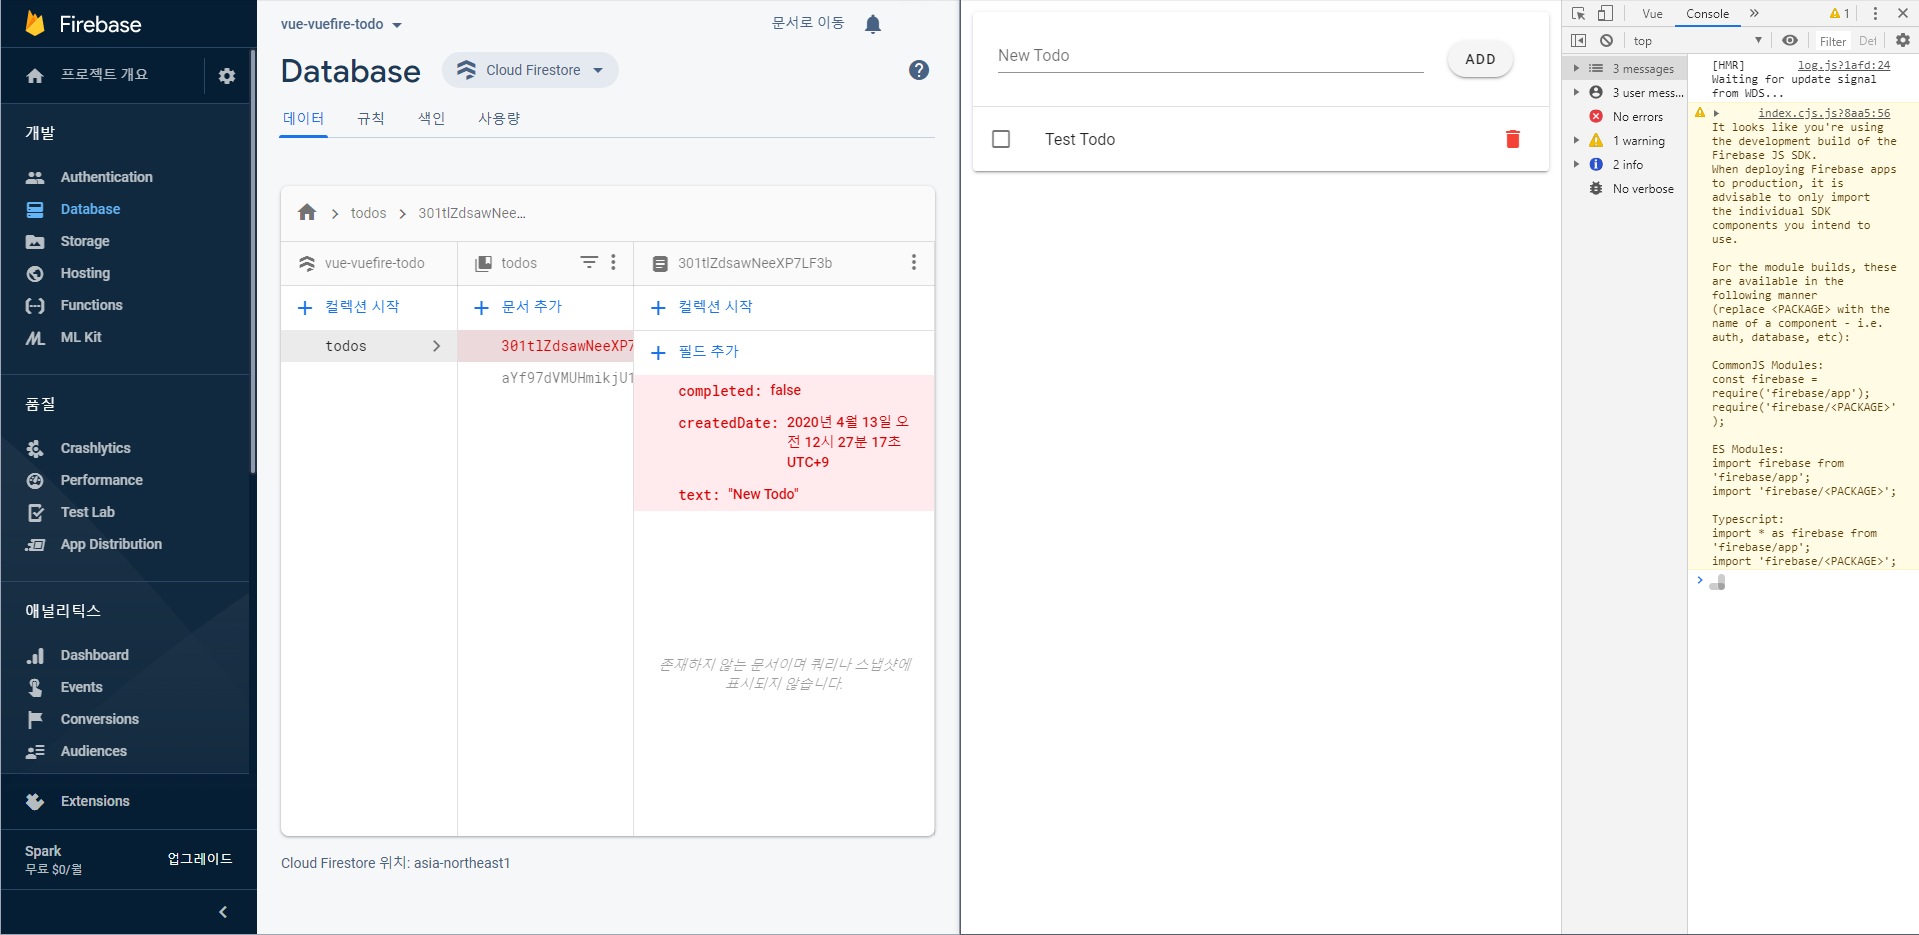 Firebase
프로젝트 개요
개발
Authentication
Database
Storage
Hosting
Functions
ML Kit
품질
Crashlytics
Performance
Test Lab
App Distribution
애널리틱스
Dashboard
Events
Conversions
Audiences
Extensions
Spark
무료 $0/월
업그레이드
vue-vuefire-todo
문서로 이동
Database
Cloud Firestore
데이터
규칙
색인
사용량
todos
301tlZdsawNee...
vue-vuefire-todo
todos
301tlZdsawNeeXP7LF3b
컬렉션 시작
문서 추가
컬렉션 시작
todos
301tlZdsawNeeXP7
aYf97dVMUHmikjU1
필드 추가
completed: false
createdDate: 2020년 4월 13일 오
전 12시 27분 17초
UTC+9
text: "New Todo"
존재하지 않는 문서이며 쿼리나 스냅샷에
표시되지 않습니다.
Cloud Firestore 위치: asia-northeast1
New Todo
ADD
Test Todo
Vue
Console
1
top
Filter
Def
3 messages
3 user mess...
No errors
1 warning
2 info
No verbose
[HMR] log.js?1afd:24
Waiting for update signal
from WDS...
index.cjs.js?8aa5:56
It looks like you're using
the development build of the
Firebase JS SDK.
When deploying Firebase apps
to production, it is
advisable to only import
the individual SDK
components you intend to
use.
For the module builds, these
are available in the
following manner
(replace <PACKAGE> with the
name of a component - i.e.
auth, database, etc):
CommonJS Modules:
const firebase =
require('firebase/app');
require('firebase/<PACKAGE>'
);
ES Modules:
import firebase from
'firebase/app';
import 'firebase/<PACKAGE>';
Typescript:
import * as firebase from
'firebase/app';
import 'firebase/<PACKAGE>';